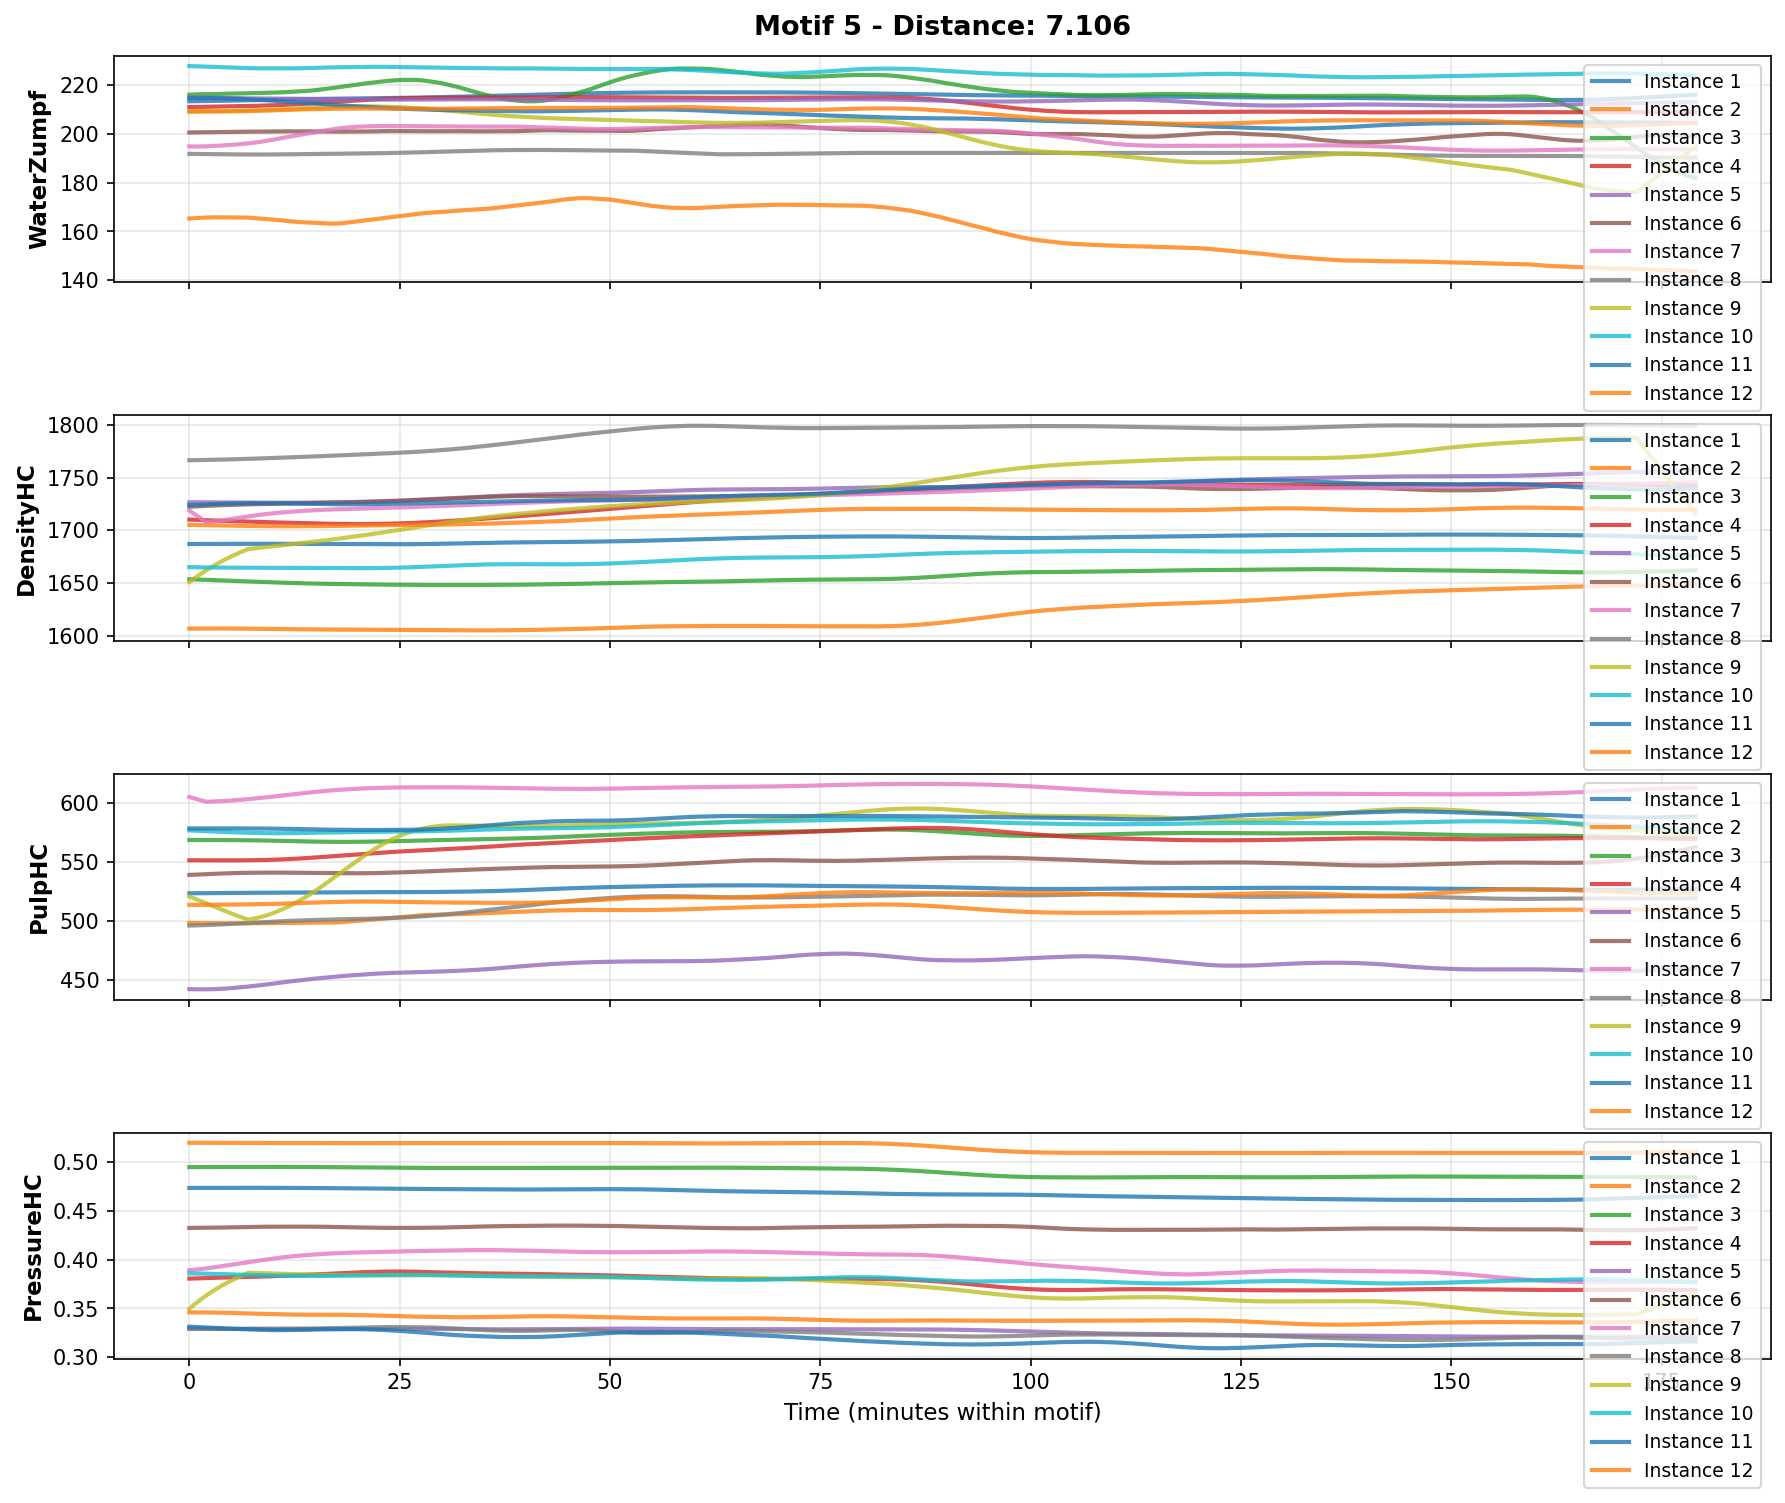 Motif 5 - Distance: 7.106
WaterZumpf
220
200
180
160
140
Instance 1
Instance 2
Instance 3
Instance 4
Instance 5
Instance 6
Instance 7
Instance 8
Instance 9
Instance 10
Instance 11
Instance 12
DensityHC
1800
1750
1700
1650
1600
Instance 1
Instance 2
Instance 3
Instance 4
Instance 5
Instance 6
Instance 7
Instance 8
Instance 9
Instance 10
Instance 11
Instance 12
PulpHC
600
550
500
450
Instance 1
Instance 2
Instance 3
Instance 4
Instance 5
Instance 6
Instance 7
Instance 8
Instance 9
Instance 10
Instance 11
Instance 12
PressureHC
0.50
0.45
0.40
0.35
0.30
Instance 1
Instance 2
Instance 3
Instance 4
Instance 5
Instance 6
Instance 7
Instance 8
Instance 9
Instance 10
Instance 11
Instance 12
0 25 50 75 100 125 150 175
Time (minutes within motif)